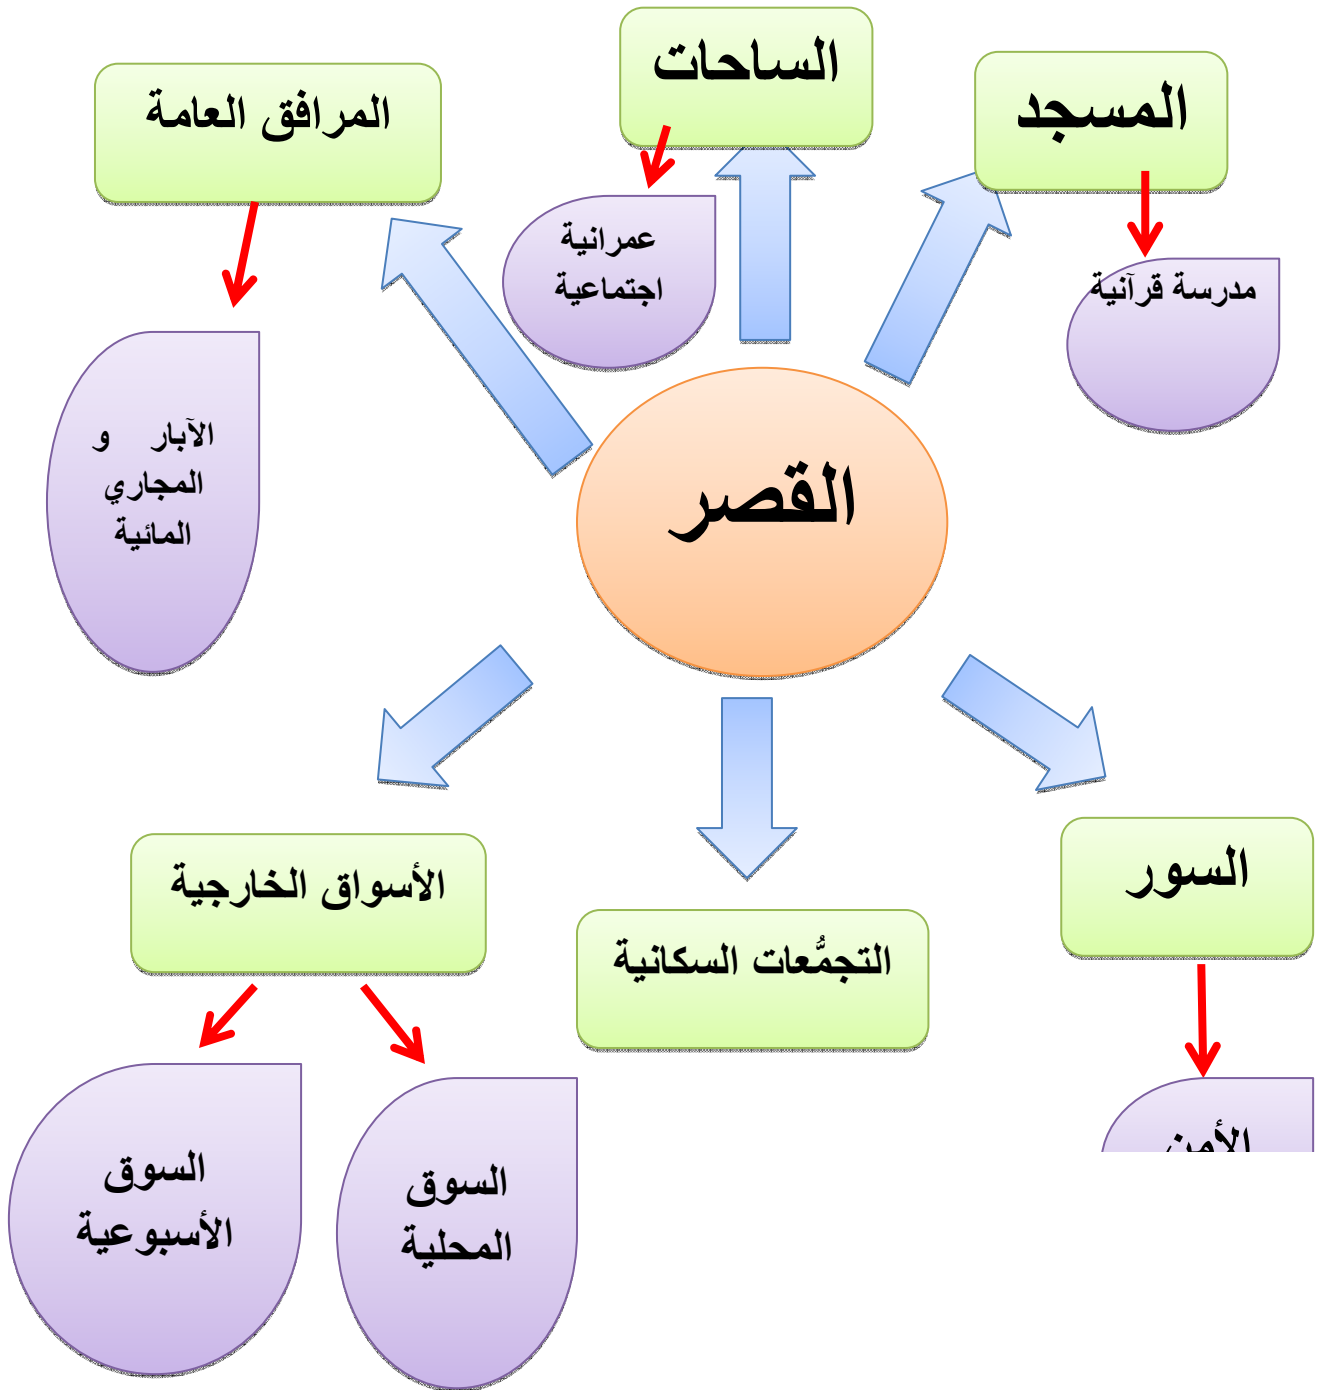 الساحات
المسجد
المرافق العامة
عمرانية
اجتماعية
مدرسة قرآنية
الآبار و
المجاري
المائية
القصر
السور
الأسواق الخارجية
التجمُّعات السكانية
الأمن
السوق
الأسبوعية
السوق
المحلية